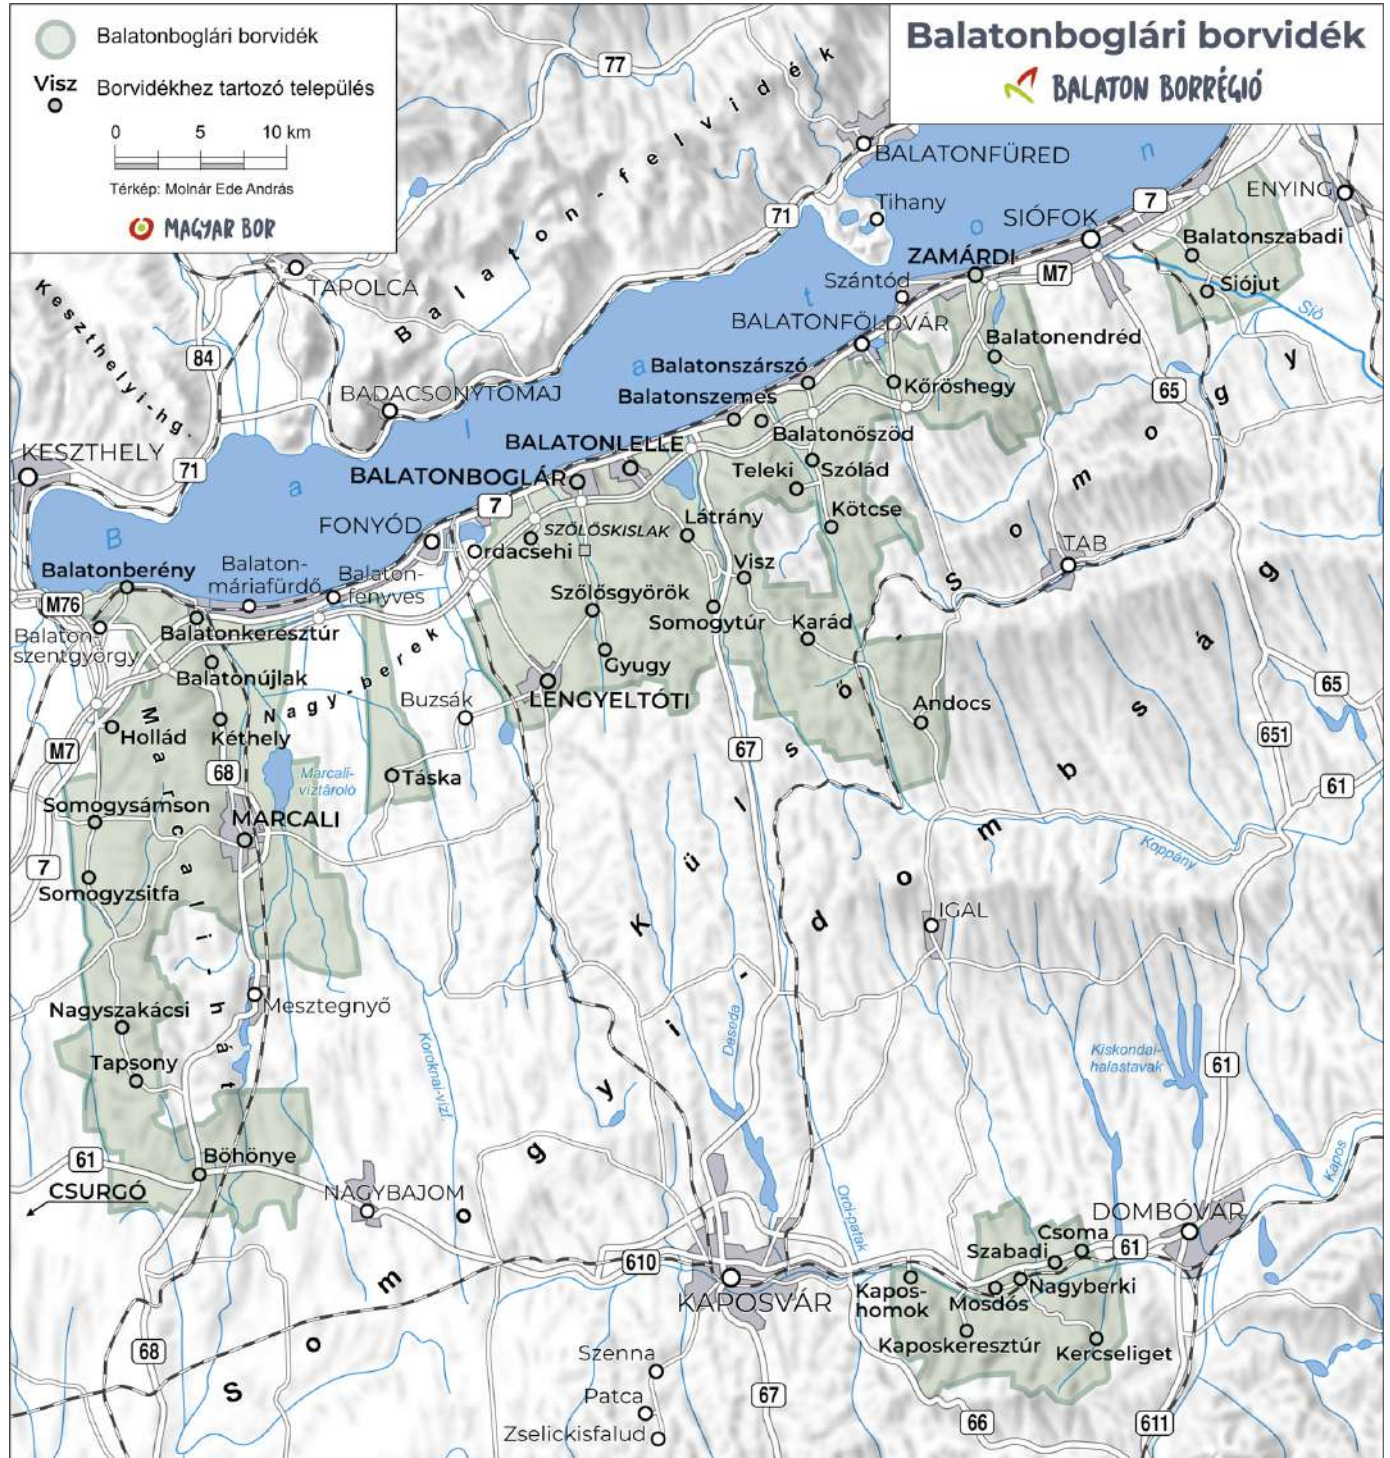 Balatonboglári borvidék
Visz
Borvidékhez tartozó település
0 5 10 km
Térkép: Molnár Ede András
MAGYAR BOR
Balatonboglári borvidék
BALATON BORRÉGIÓ
77
Balaton-felvidék
BALATONFÜRED
ENYING
Tihany
71
7
SIÓFOK
Balatonszabadi
ZAMÁRDI
M7
Siójut
TAPOLCA
Szántód
Sió
Keszthelyi-hg.
BALATONFÖLDVÁR
Balatonendréd
84
Balatonszárszó
Kőröshegy
65
BADACSONYTOMAJ
Balatonszemes
Balatonőszöd
BALATONLELLE
KESZTHELY
71
Teleki
Szólád
BALATONBOGLÁR
7
Kötcse
Balaton
FONYÓD
SZŐLŐSKISLAK
Látrány
Ordacsehi
TAB
Visz
Balatonberény
Balaton-
máriafürdő
Balaton-
fenyves
M76
Szőlősgyörök
Somogytúr
Karád
Balaton-
szentgyörgy
Balatonkeresztúr
Gyugy
Balatonújlak
Nagy-berek
LENGYELTÓTI
65
Buzsák
Andocs
Hollád
Kéthely
M7
67
651
68
Marcali-
víztároló
Táska
61
Somogysámson
MARCALI
Koppány
7
Somogyzsitfa
Marcali-hát
IGAL
Külső-Somogy
Somogyi-dombság
Nagyszakácsi
Mesztegnyő
Deseda
Koroknai-vízf.
Kiskondai-
halastavak
Tapsony
61
Böhönye
61
CSURGÓ
NAGYBAJOM
Kapos
Orci-patak
DOMBÓVÁR
Csoma
Szabadi
61
610
KAPOSVÁR
Kapos-
homok
Mosdós
Nagyberki
Kaposkeresztúr
Kercseliget
68
Szenna
Patca
67
Zselickisfalud
66
611